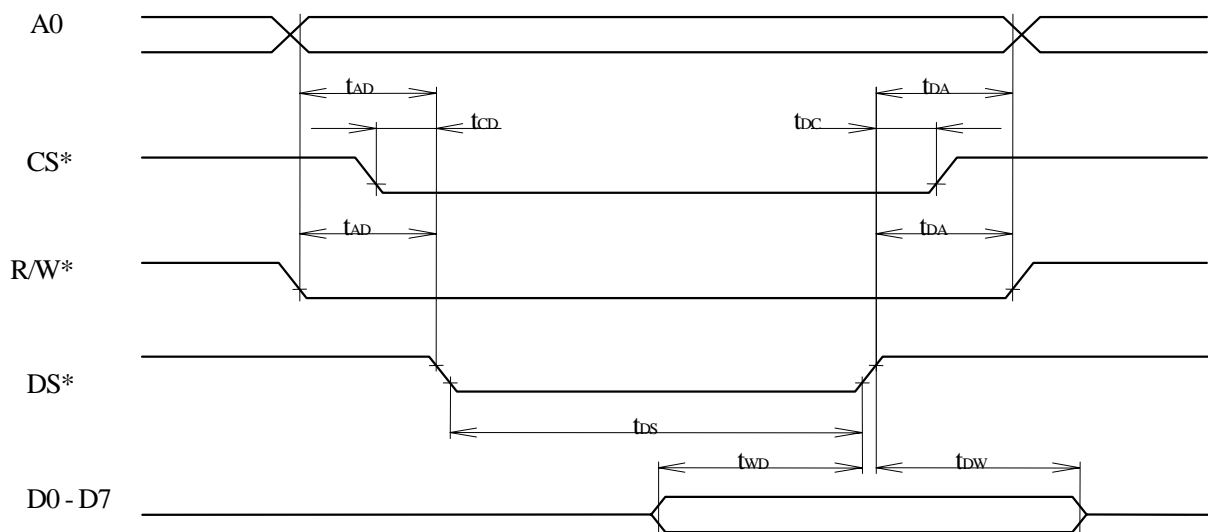 A0
tAD
tDA
tCD
tDC
CS*
tAD
tDA
R/W*
DS*
tDS
tWD
tDW
D0 - D7